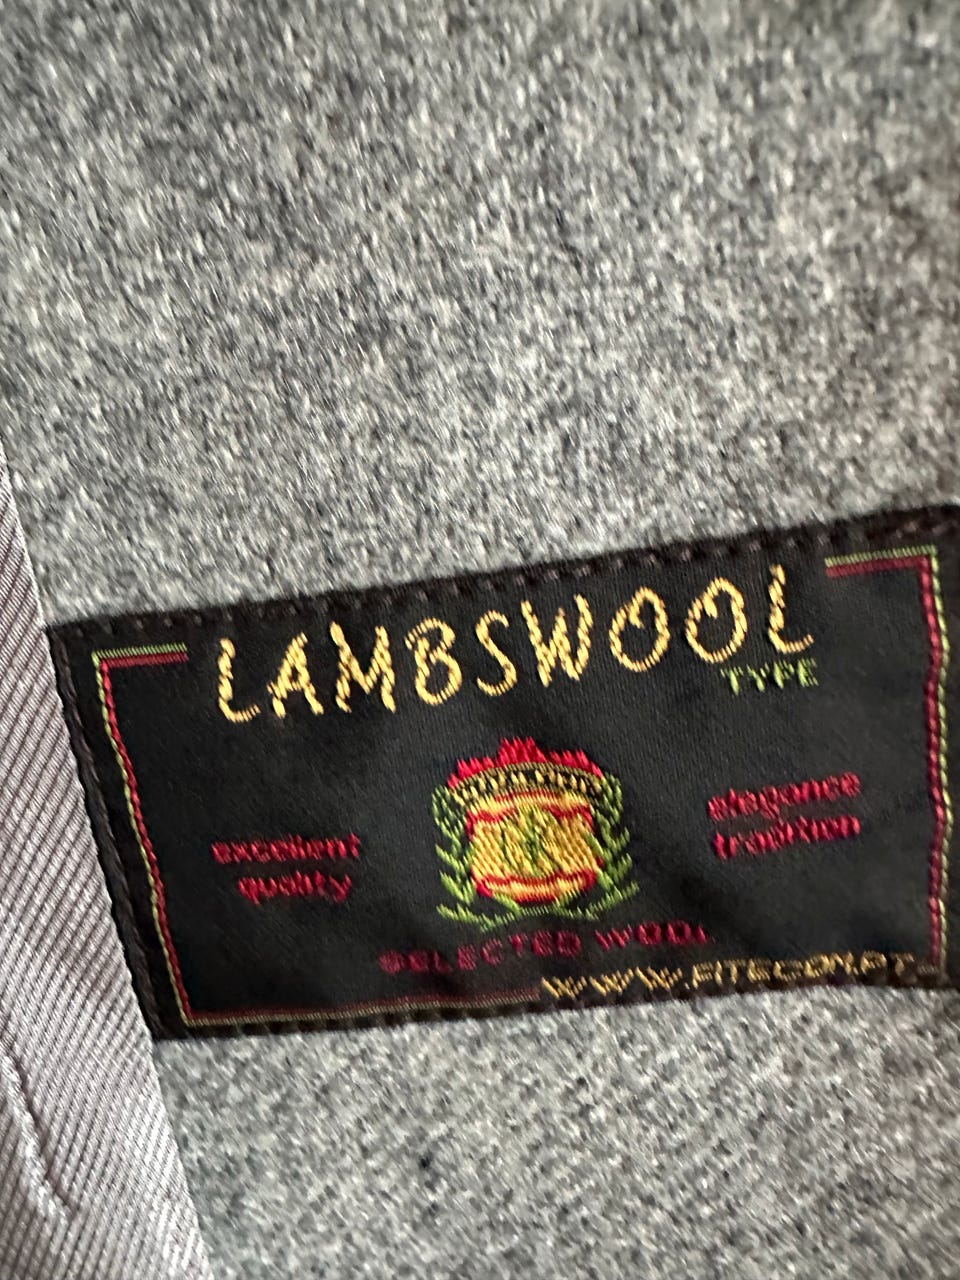 LAMBSWOOL
TYPE
excellent
quality
elegance
tradition
SELECTED WOOL